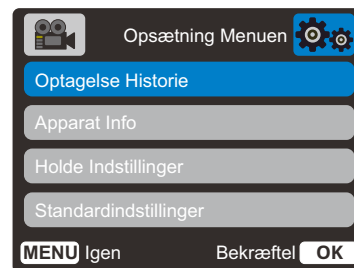 Opsætning Menuen
Optagelse Historie
Apparat Info
Holde Indstillinger
Standardindstillinger
MENU Igen Bekræftel OK